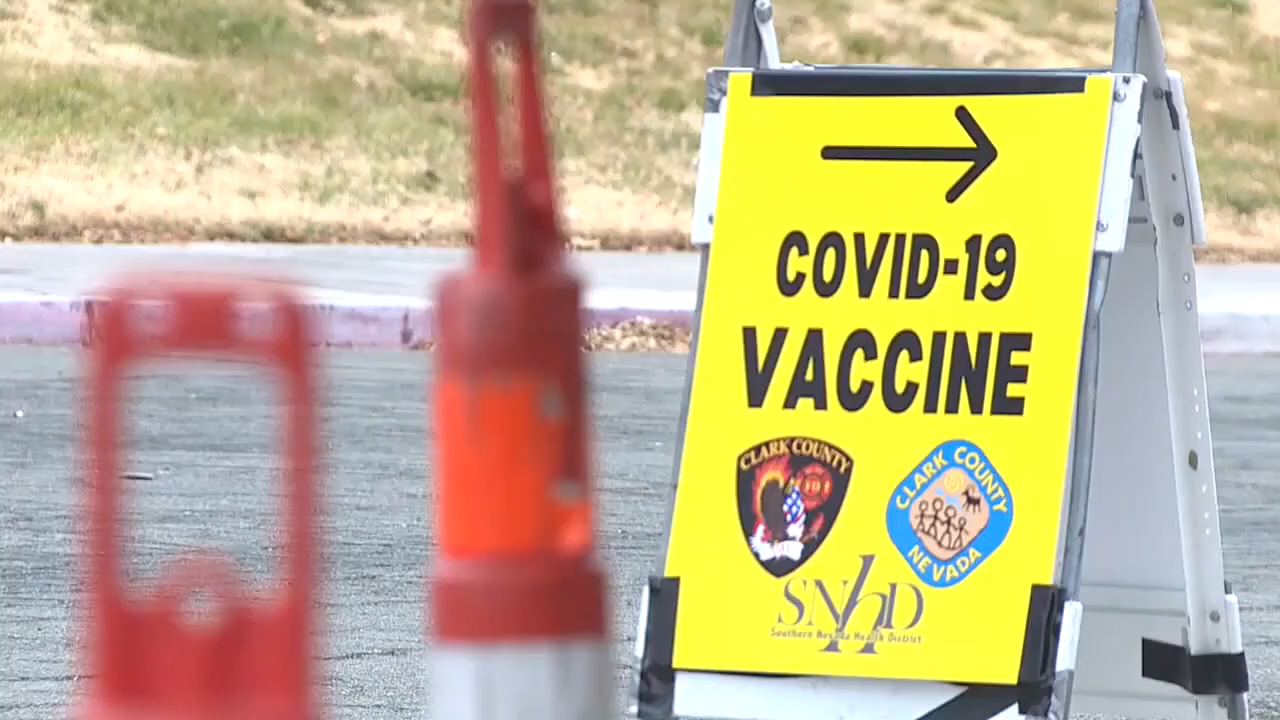 COVID-19
VACCINE
CLARK COUNTY
CLARK COUNTY
NEVADA
SNhD
Southern Nevada Health District